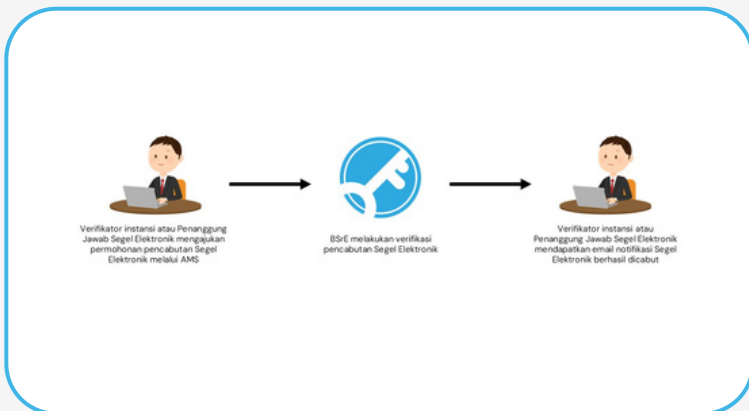 Verifikator instansi atau Penanggung
Jawab Segel Elektronik mengajukan
permohonan pencabutan Segel
Elektronik melalui AMS
BSrE melakukan verifikasi
pencabutan Segel Elektronik
Verifikator instansi atau
Penanggung Jawab Segel Elektronik
mendapatkan email notifikasi Segel
Elektronik berhasil dicabut